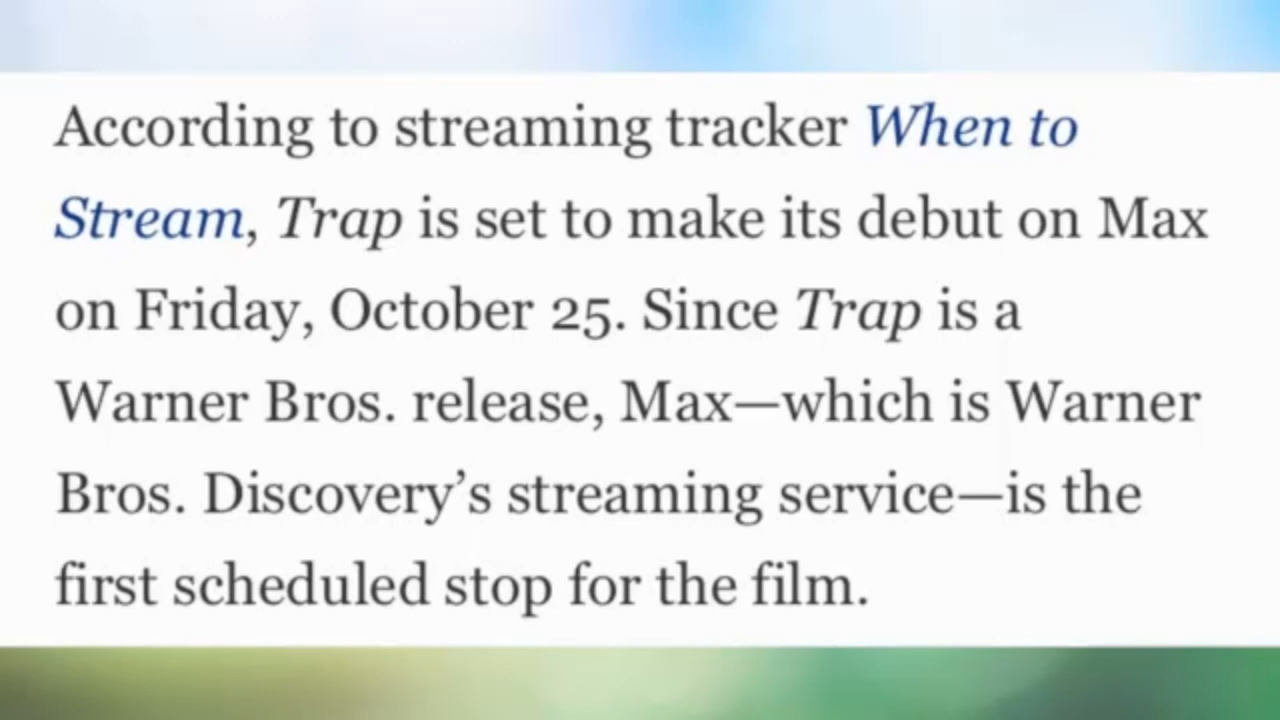 According to streaming tracker When to
Stream, Trap is set to make its debut on Max
on Friday, October 25. Since Trap is a
Warner Bros. release, Max—which is Warner
Bros. Discovery’s streaming service—is the
first scheduled stop for the film.